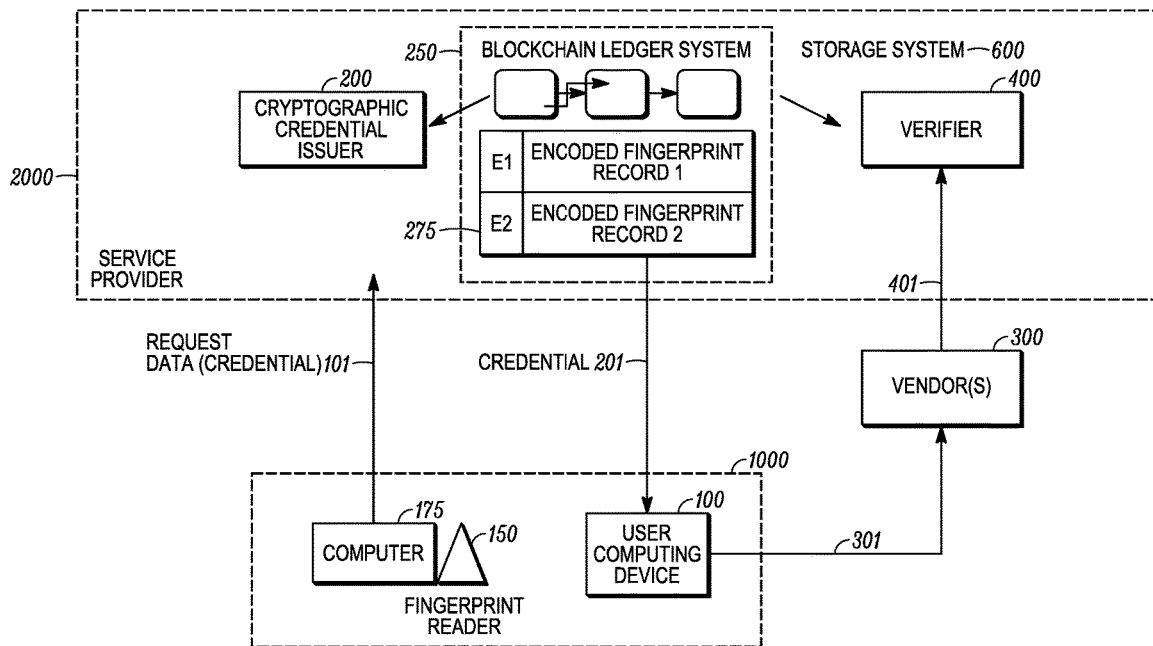 250
BLOCKCHAIN LEDGER SYSTEM
STORAGE SYSTEM 600
200
CRYPTOGRAPHIC
CREDENTIAL
ISSUER
400
VERIFIER
2000
E1
ENCODED FINGERPRINT
RECORD 1
275
E2
ENCODED FINGERPRINT
RECORD 2
SERVICE
PROVIDER
401
REQUEST
DATA (CREDENTIAL) 101
CREDENTIAL 201
300
VENDOR(S)
1000
175
COMPUTER
150
FINGERPRINT
READER
100
USER
COMPUTING
DEVICE
301